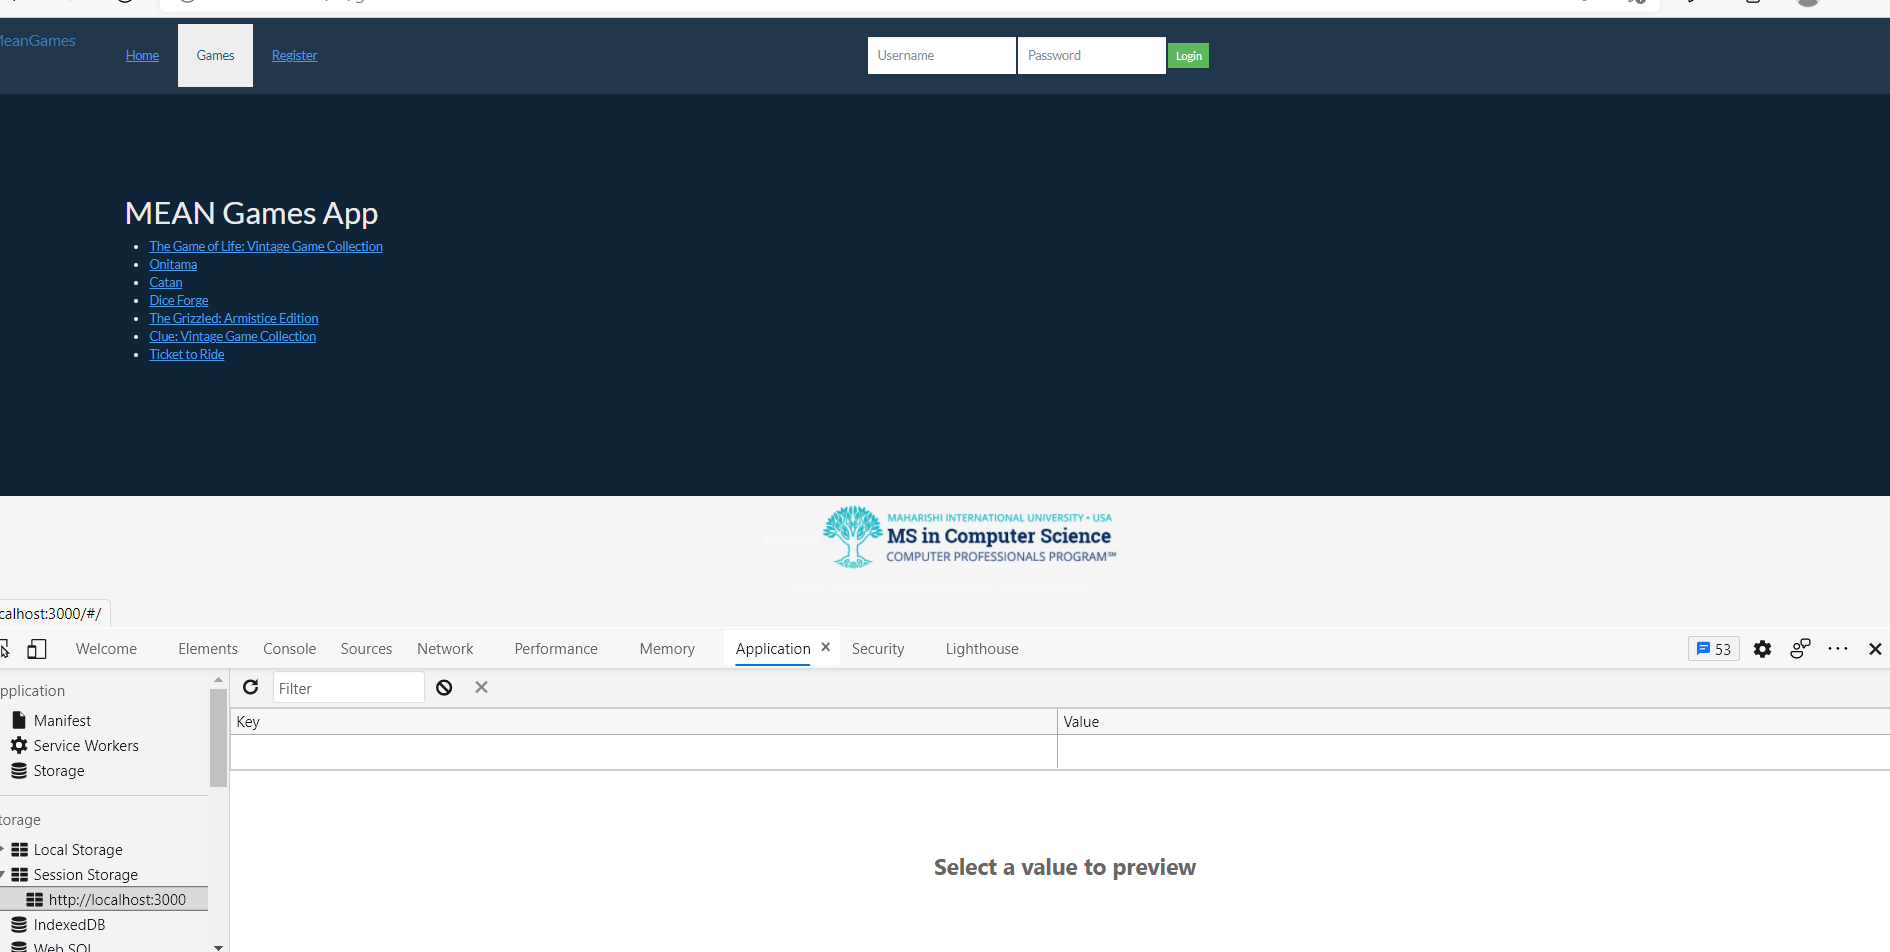 MeanGames
Home Games Register Username Password Login
MEAN Games App
The Game of Life: Vintage Game Collection
Onitama
Catan
Dice Forge
The Grizzled: Armistice Edition
Clue: Vintage Game Collection
Ticket to Ride
MAHARISHI INTERNATIONAL UNIVERSITY • USA
MS in Computer Science
COMPUTER PROFESSIONALS PROGRAM℠
calhost:3000/#/
Welcome Elements Console Sources Network Performance Memory Application Security Lighthouse 53
pplication
Filter
Manifest
Key Value
Service Workers
Storage
torage
Local Storage
Session Storage
Select a value to preview
http://localhost:3000
IndexedDB
Web SQL